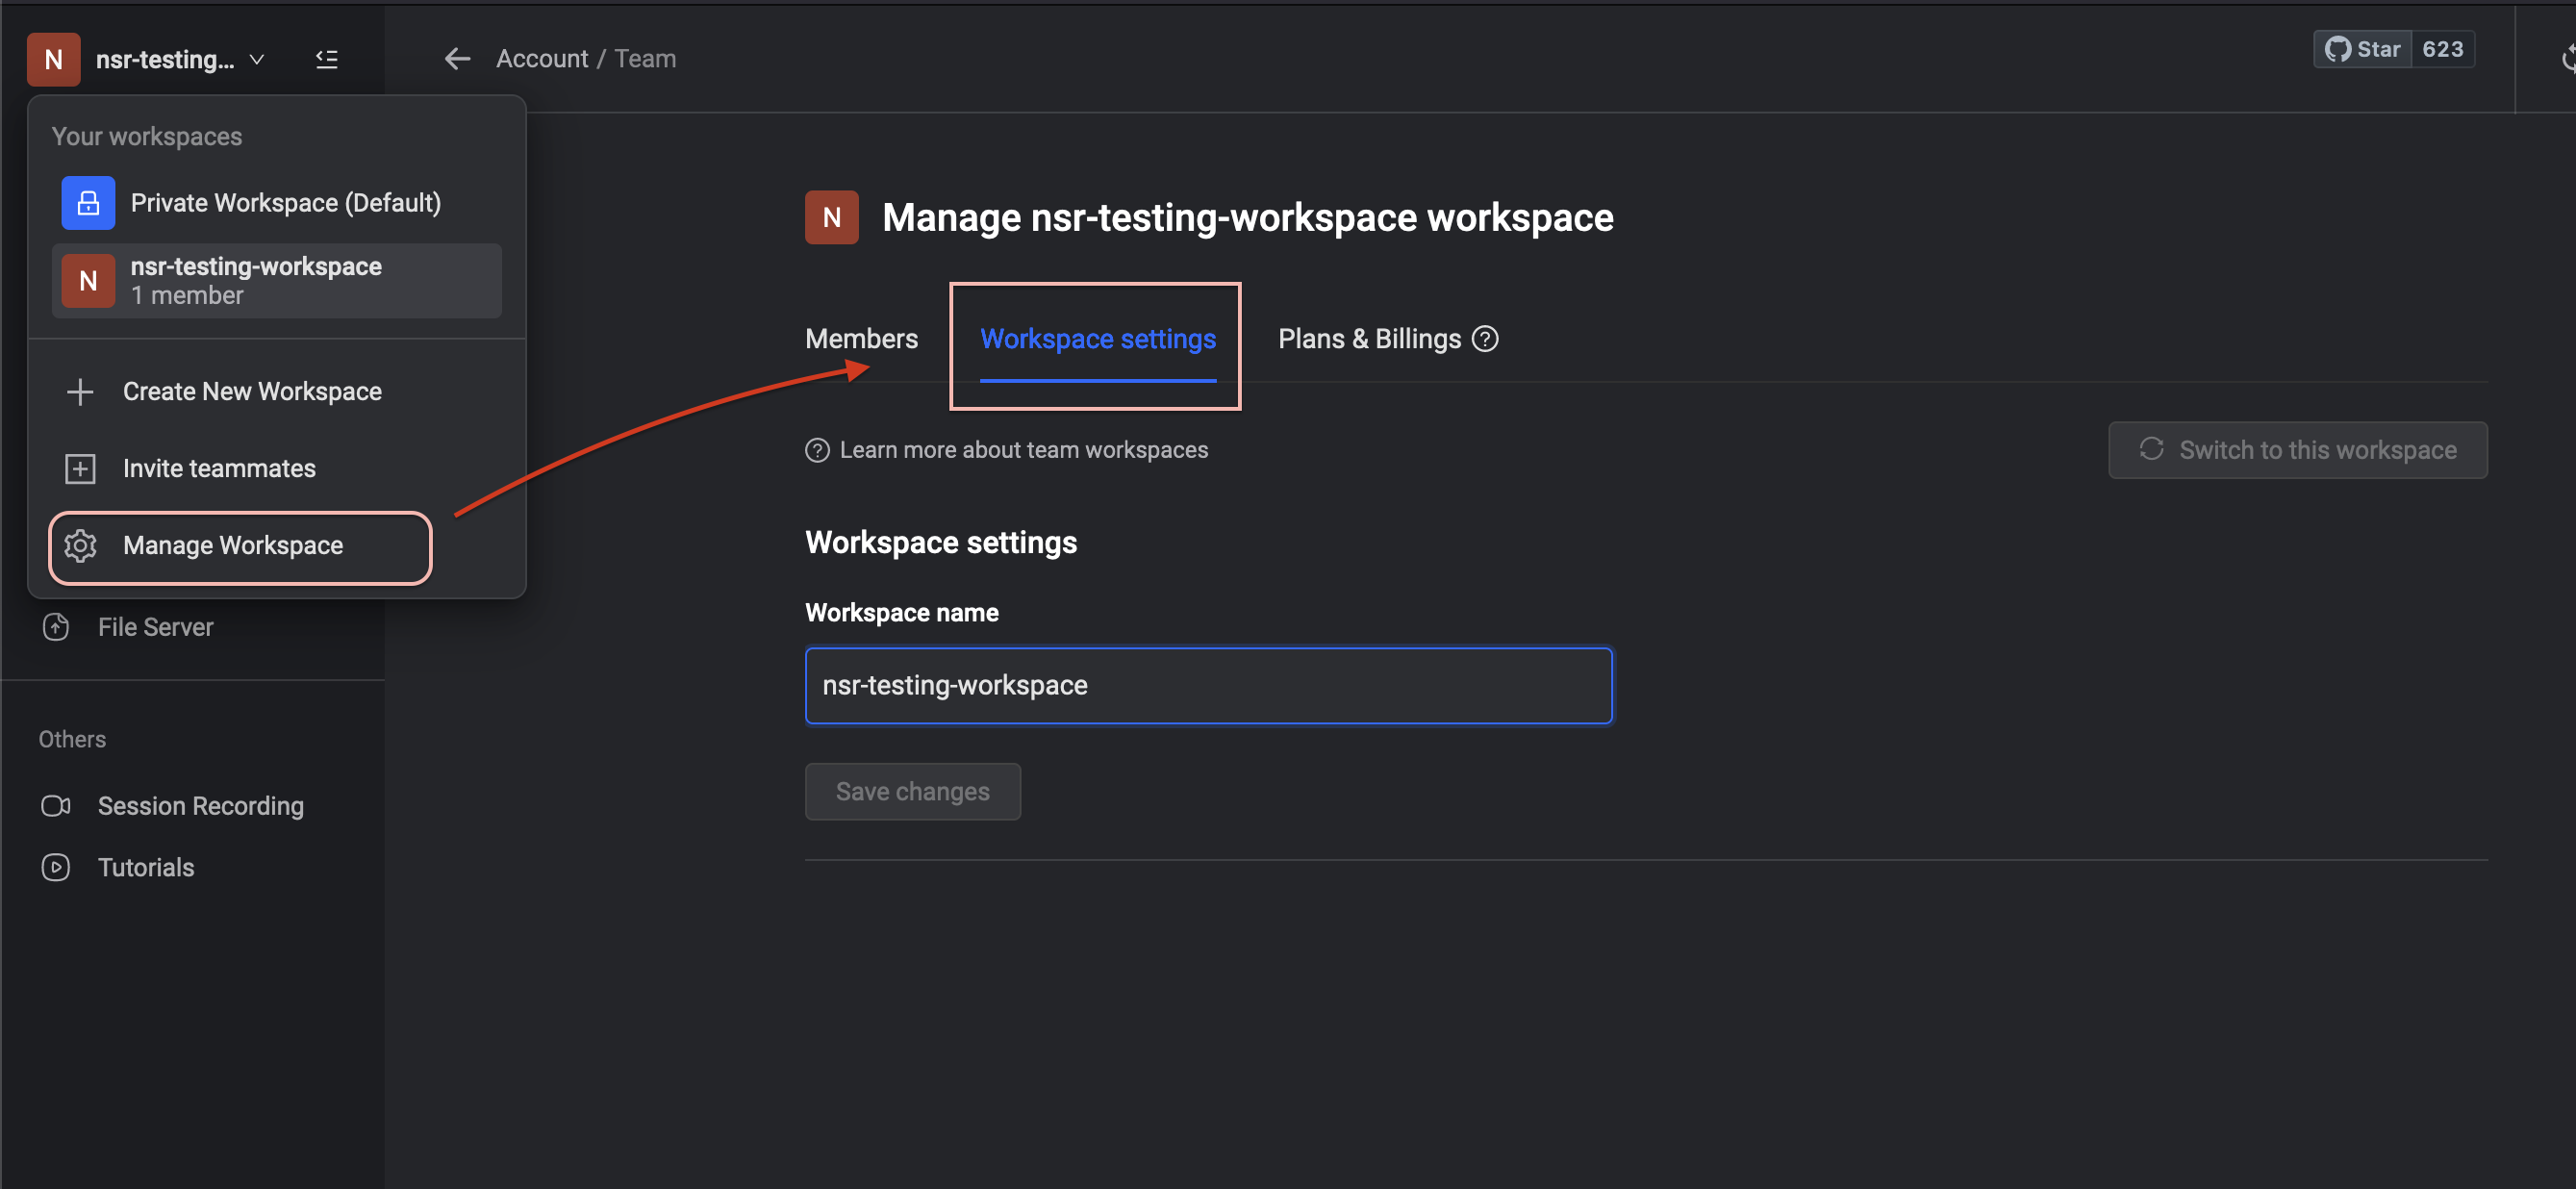 N nsr-testing...
Account / Team
Star 623
Your workspaces
Private Workspace (Default)
N nsr-testing-workspace
1 member
Create New Workspace
Invite teammates
Manage Workspace
File Server
Others
Session Recording
Tutorials
N Manage nsr-testing-workspace workspace
Members Workspace settings Plans & Billings ?
? Learn more about team workspaces
Switch to this workspace
Workspace settings
Workspace name
nsr-testing-workspace
Save changes